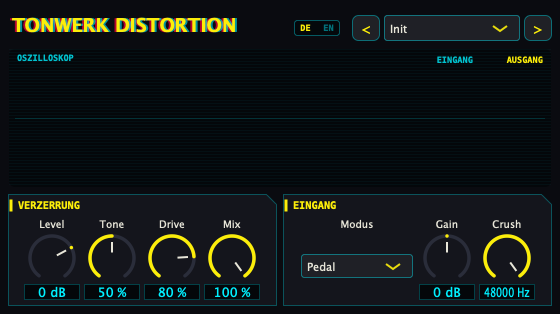 TONWERK DISTORTION
DE EN < Init >
OSZILLOSKOP EINGANG AUSGANG
VERZERRUNG
Level Tone Drive Mix
0 dB 50 % 80 % 100 %
EINGANG
Modus Gain Crush
Pedal
0 dB 48000 Hz